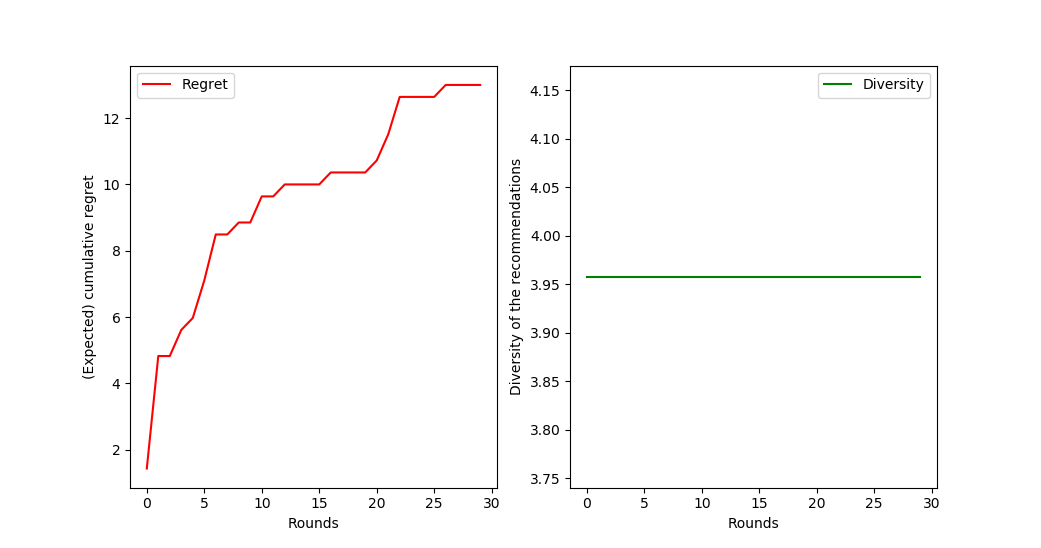 Regret
(Expected) cumulative regret
12
10
8
6
4
2
0 5 10 15 20 25 30
Rounds
Diversity
Diversity of the recommendations
4.15
4.10
4.05
4.00
3.95
3.90
3.85
3.80
3.75
0 5 10 15 20 25 30
Rounds